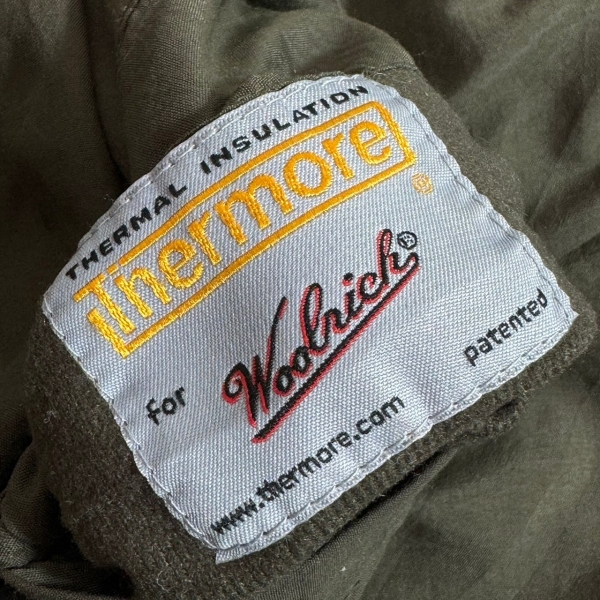 THERMAL INSULATION
Thermore®
for Woolrich®
patented
www.thermore.com